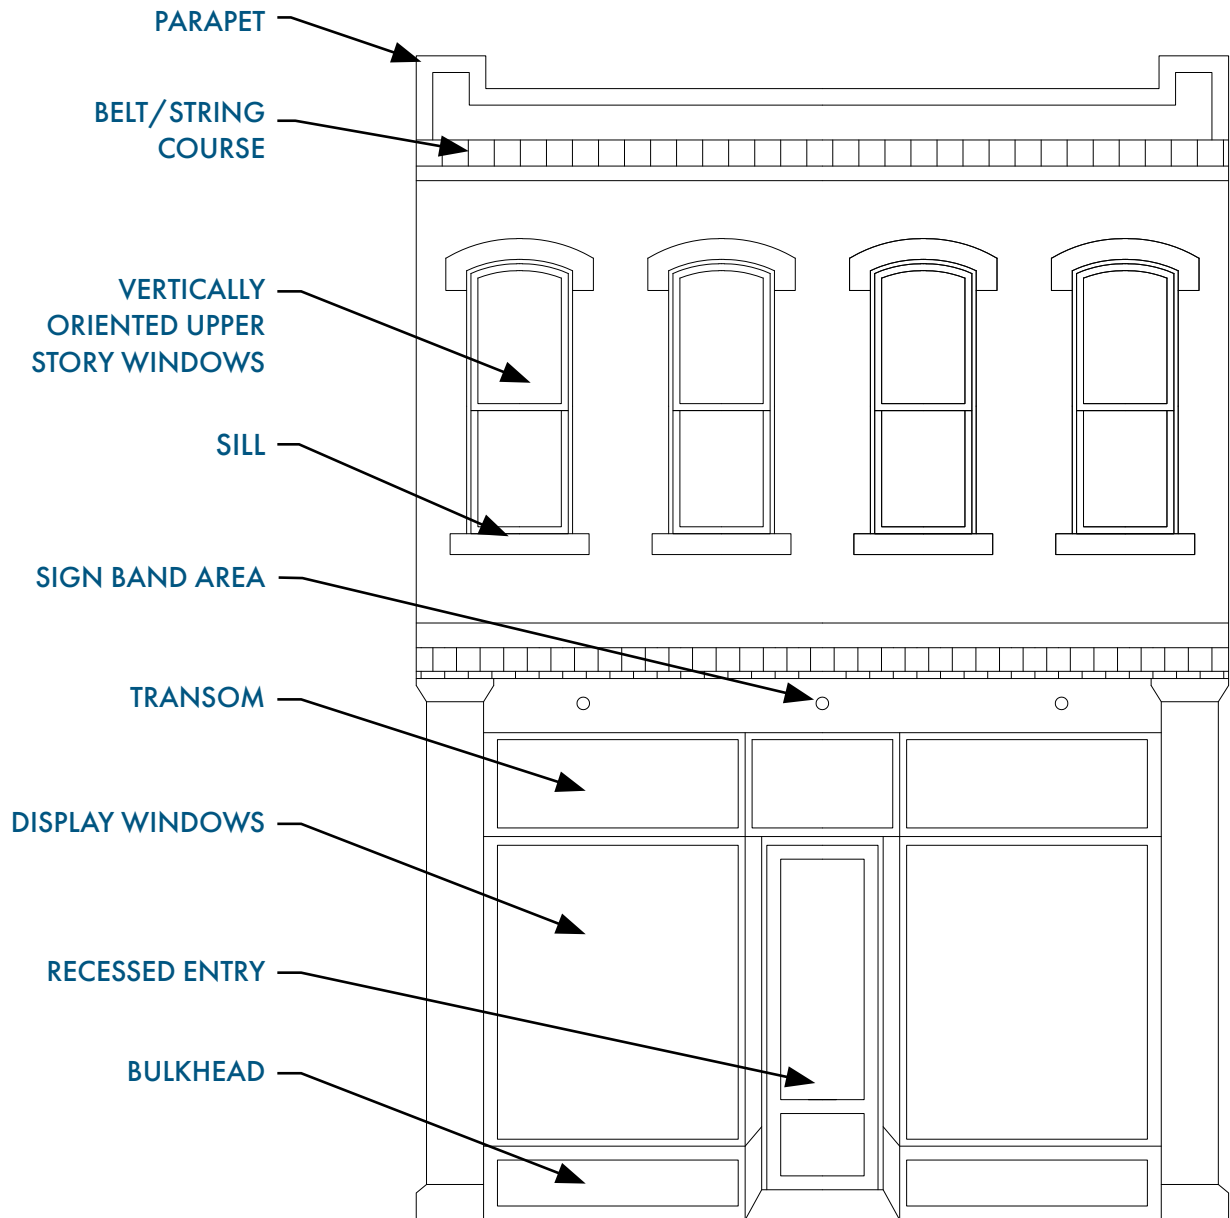 PARAPET
BELT/STRING
COURSE
VERTICALLY
ORIENTED UPPER
STORY WINDOWS
SILL
SIGN BAND AREA
TRANSOM
DISPLAY WINDOWS
RECESSED ENTRY
BULKHEAD